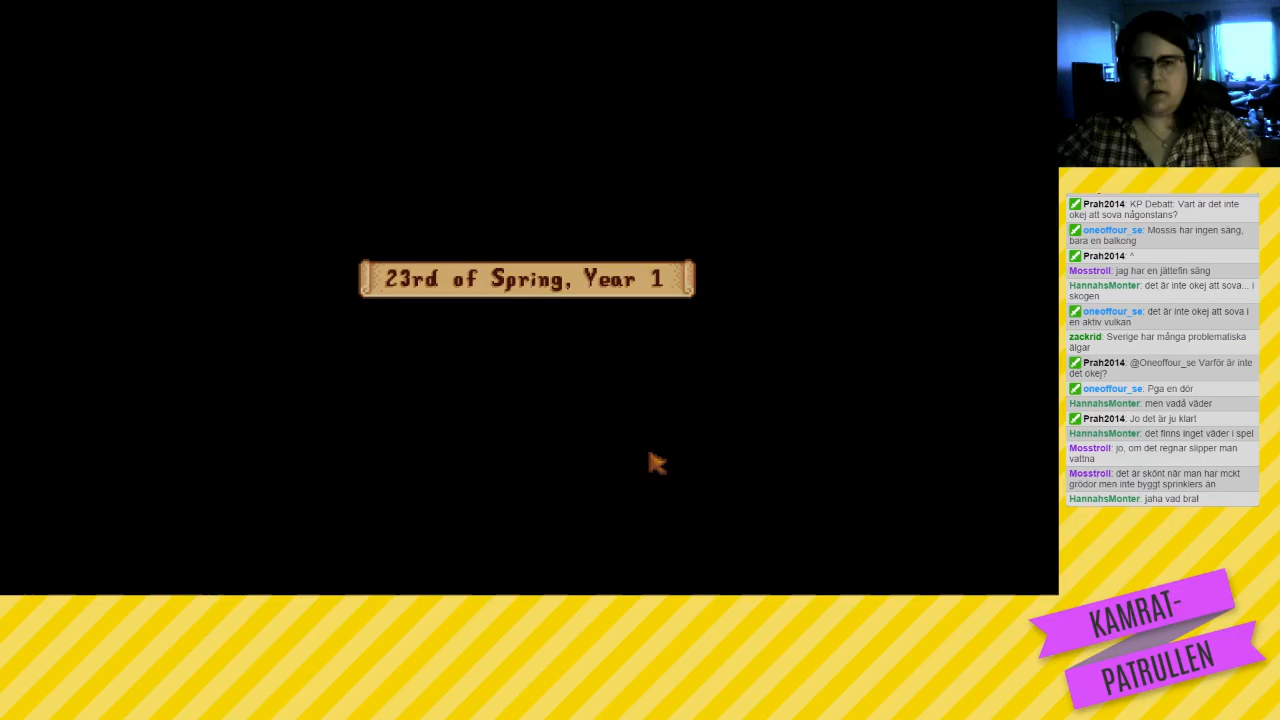 23rd of Spring, Year 1
Prah2014: KP Debatt: Vart är det inte
okej att sova någonstans?
oneoffour_se: Mossis har ingen säng,
bara en balkong
Prah2014: ^
Mosstroll: jag har en jättefin säng
HannahsMonter: det är inte okej att sova... i
skogen
oneoffour_se: det är inte okej att sova i
en aktiv vulkan
zackrid: Sverige har många problematiska
älgar
Prah2014: @Oneoffour_se Varför är inte
det okej?
oneoffour_se: Pga en dör
HannahsMonter: men vadå väder
Prah2014: Jo det är ju klart
HannahsMonter: det finns inget väder i spel
Mosstroll: jo, om det regnar slipper man
vattna
Mosstroll: det är skönt när man har mckt
grödor men inte byggt sprinklers än
HannahsMonter: jaha vad bra!
KAMRAT-
PATRULLEN